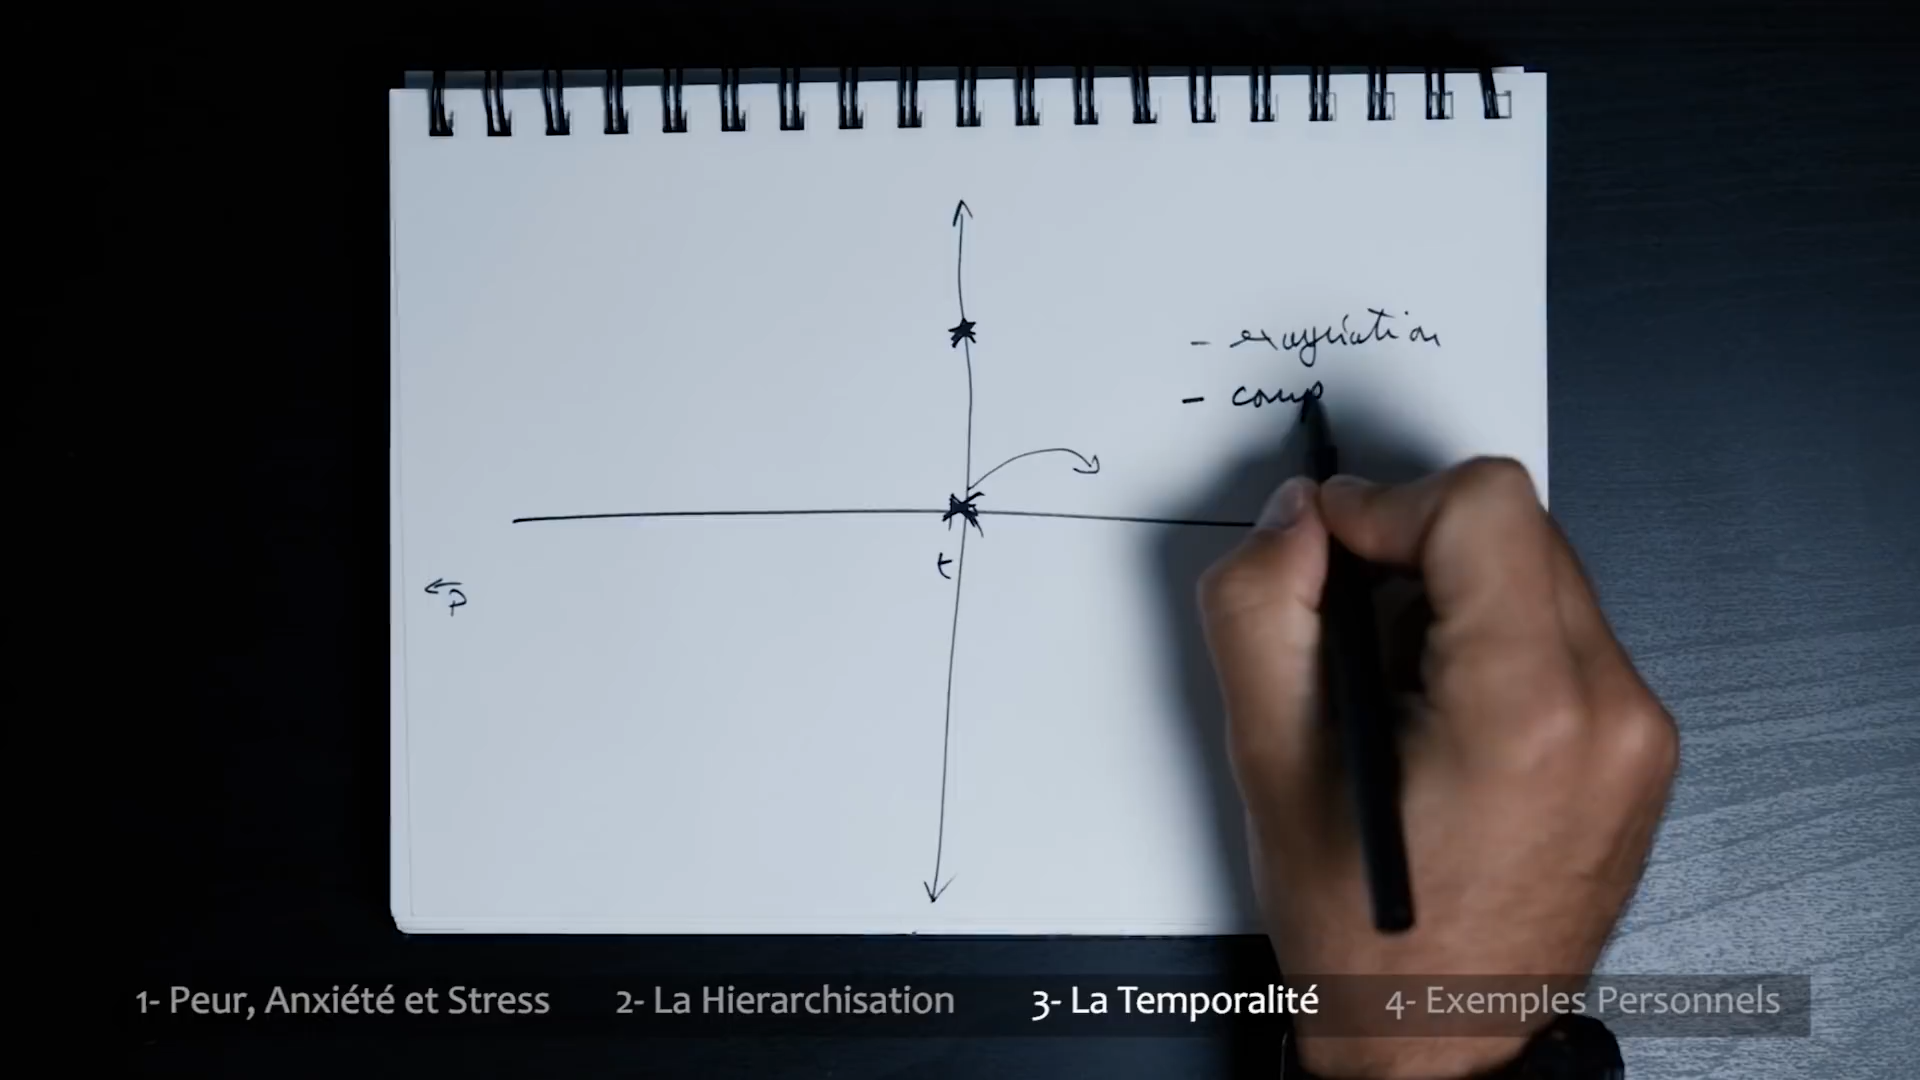 - exagération
- comp
t
← P
1- Peur, Anxiété et Stress
2- La Hierarchisation
3- La Temporalité
4- Exemples Personnels